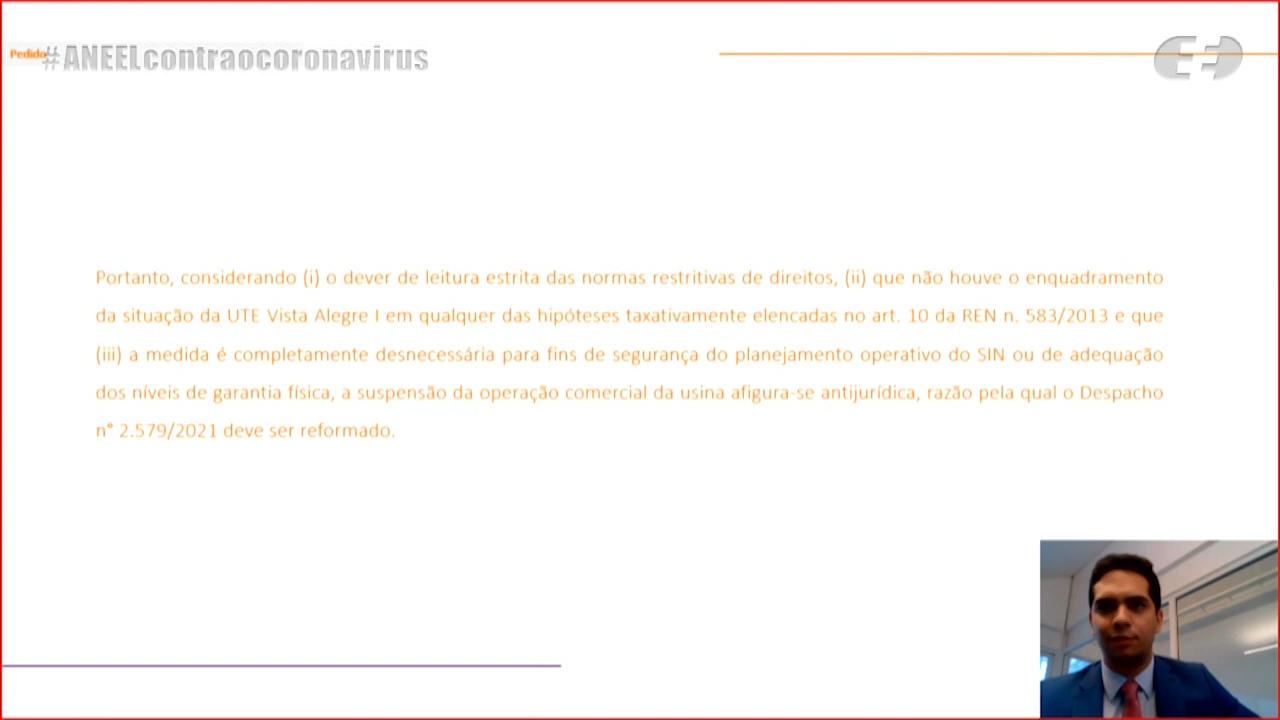 Pedido
#ANEELcontraocoronavirus
Portanto, considerando (i) o dever de leitura estrita das normas restritivas de direitos, (ii) que não houve o enquadramento
da situação da UTE Vista Alegre I em qualquer das hipóteses taxativamente elencadas no art. 10 da REN n. 583/2013 e que
(iii) a medida é completamente desnecessária para fins de segurança do planejamento operativo do SIN ou de adequação
dos níveis de garantia física, a suspensão da operação comercial da usina afigura-se antijurídica, razão pela qual o Despacho
n° 2.579/2021 deve ser reformado.